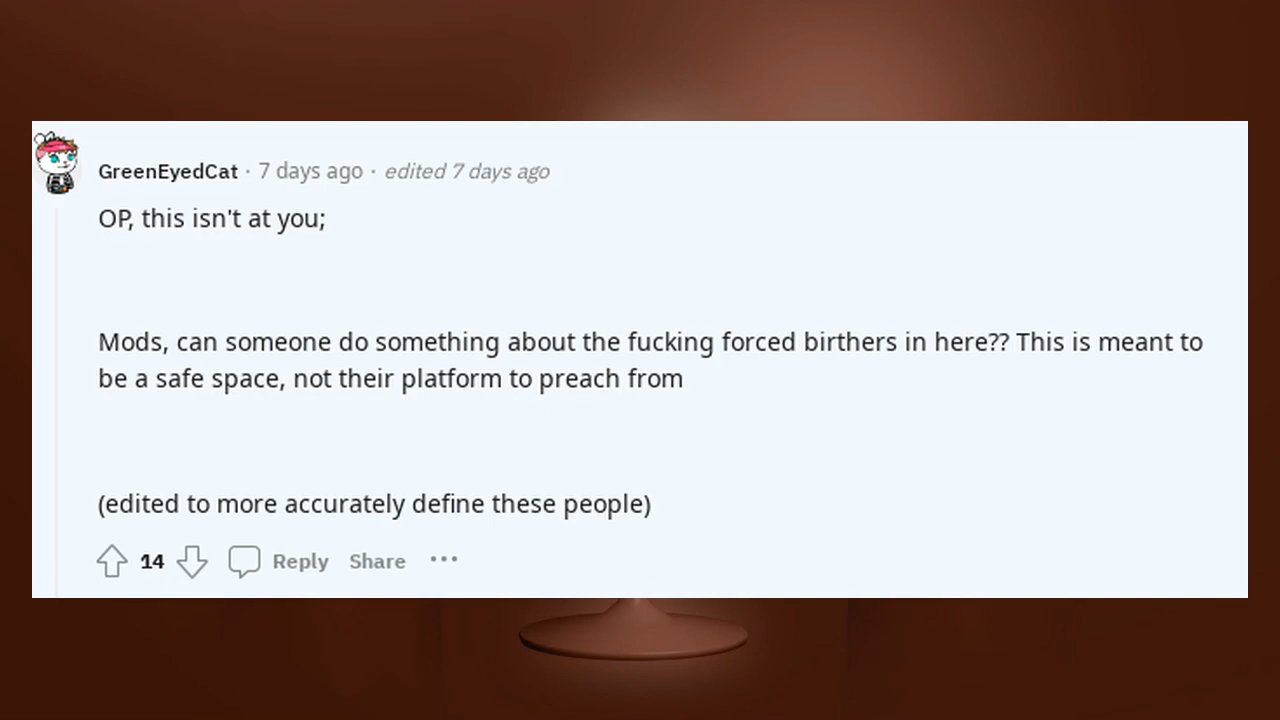 GreenEyedCat · 7 days ago · edited 7 days ago
OP, this isn't at you;
Mods, can someone do something about the fucking forced birthers in here?? This is meant to
be a safe space, not their platform to preach from
(edited to more accurately define these people)
14 Reply Share ···